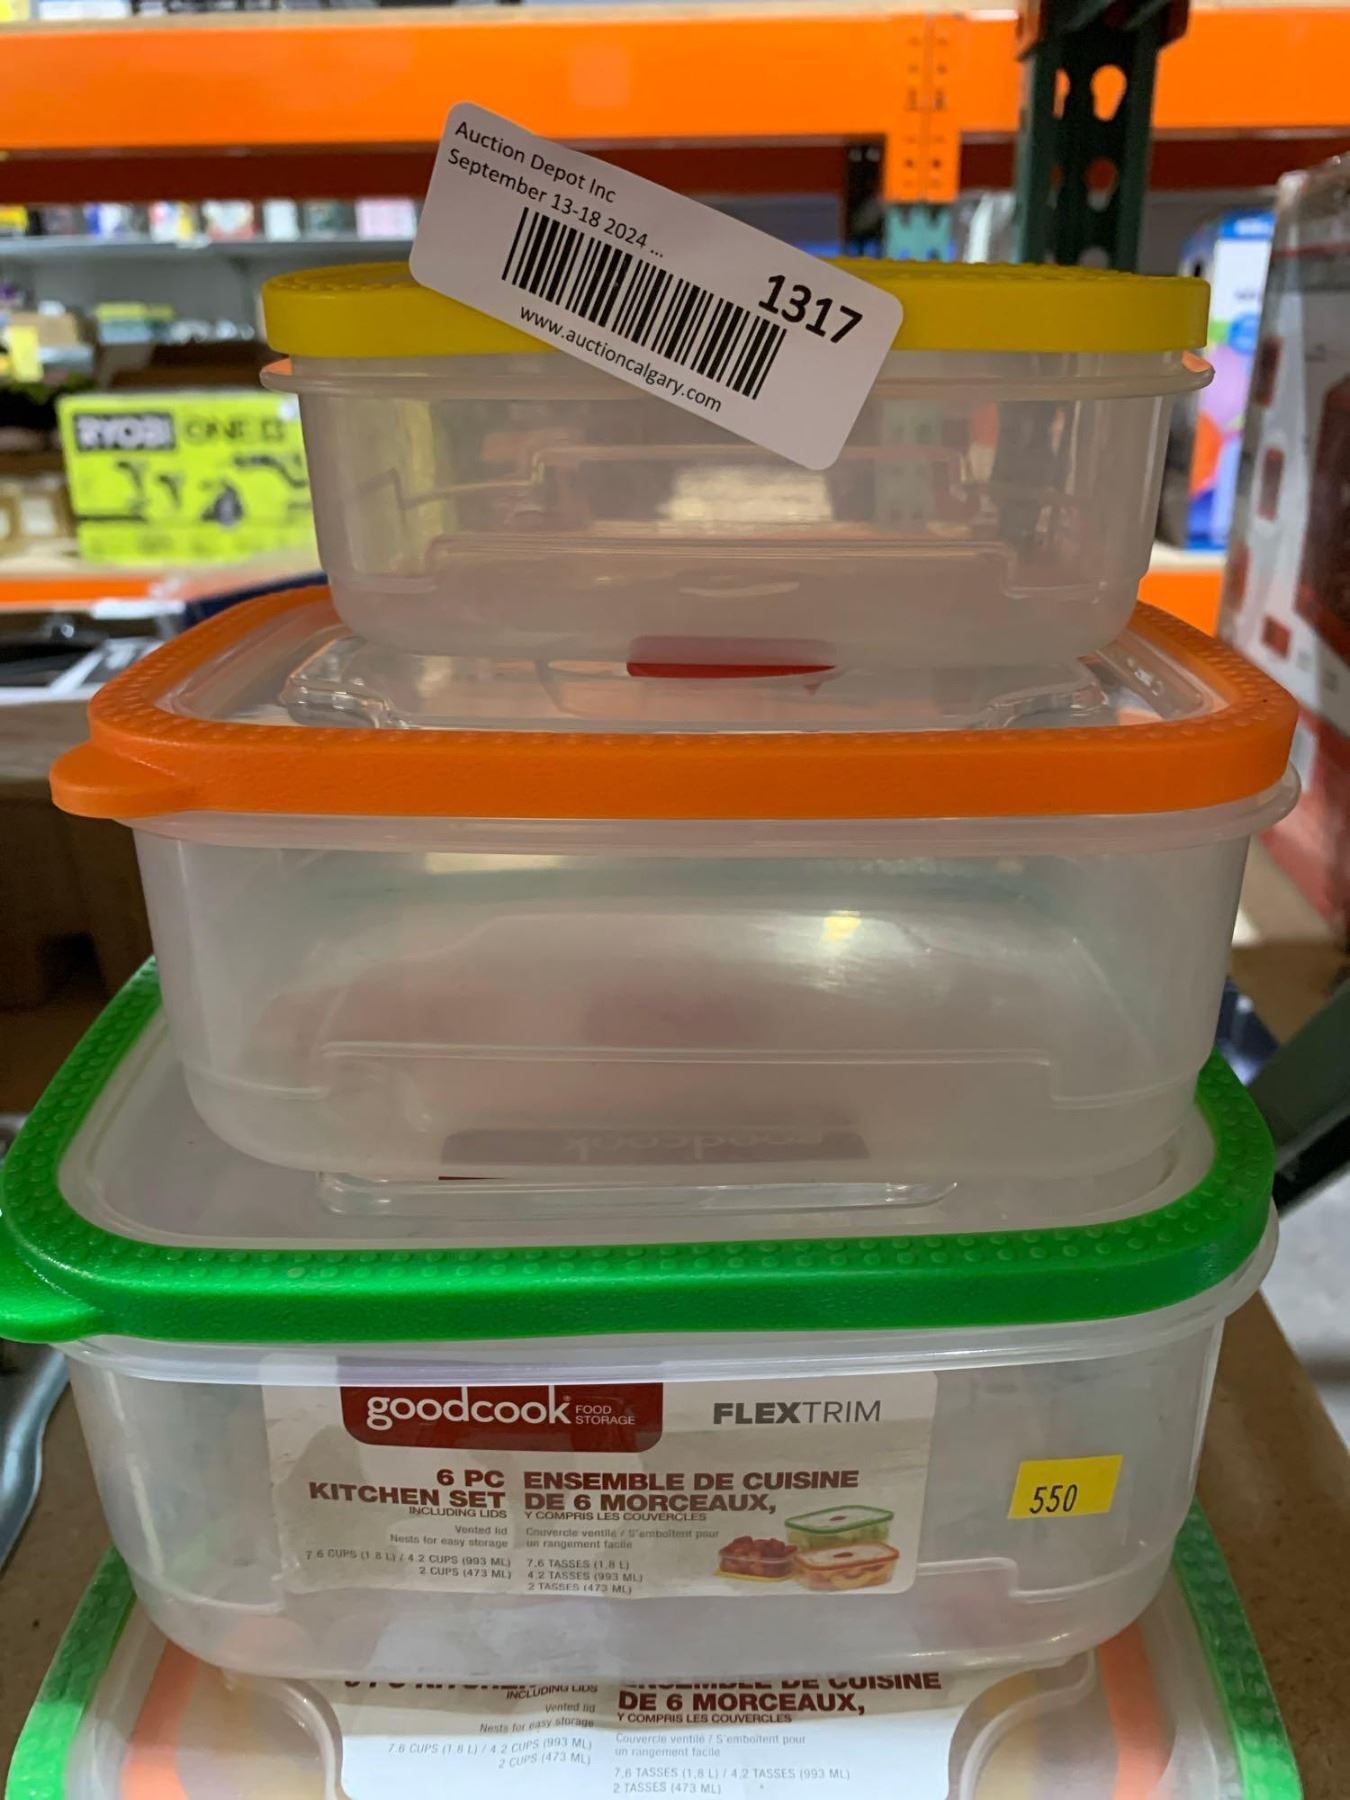 Auction Depot Inc
September 13-18 2024 ...
1317
www.auctioncalgary.com
RYOBI ONE+
goodcook
goodcook FOOD STORAGE
FLEXTRIM
6 PC
KITCHEN SET
INCLUDING LIDS
Vented lid
Nests for easy storage
7.6 CUPS (1.8 L) / 4.2 CUPS (993 ML)
2 CUPS (473 ML)
ENSEMBLE DE CUISINE
DE 6 MORCEAUX,
Y COMPRIS LES COUVERCLES
Couvercle ventilé / S'emboîtent pour
un rangement facile
7,6 TASSES (1,8 L)
4,2 TASSES (993 ML)
2 TASSES (473 ML)
550
INCLUDING LIDS
Vented lid
Nests for easy storage
7.6 CUPS (1.8 L) / 4.2 CUPS (993 ML)
2 CUPS (473 ML)
ENSEMBLE DE CUISINE
DE 6 MORCEAUX,
Y COMPRIS LES COUVERCLES
Couvercle ventilé / S'emboîtent pour
un rangement facile
7,6 TASSES (1,8 L) / 4,2 TASSES (993 ML)
2 TASSES (473 ML)